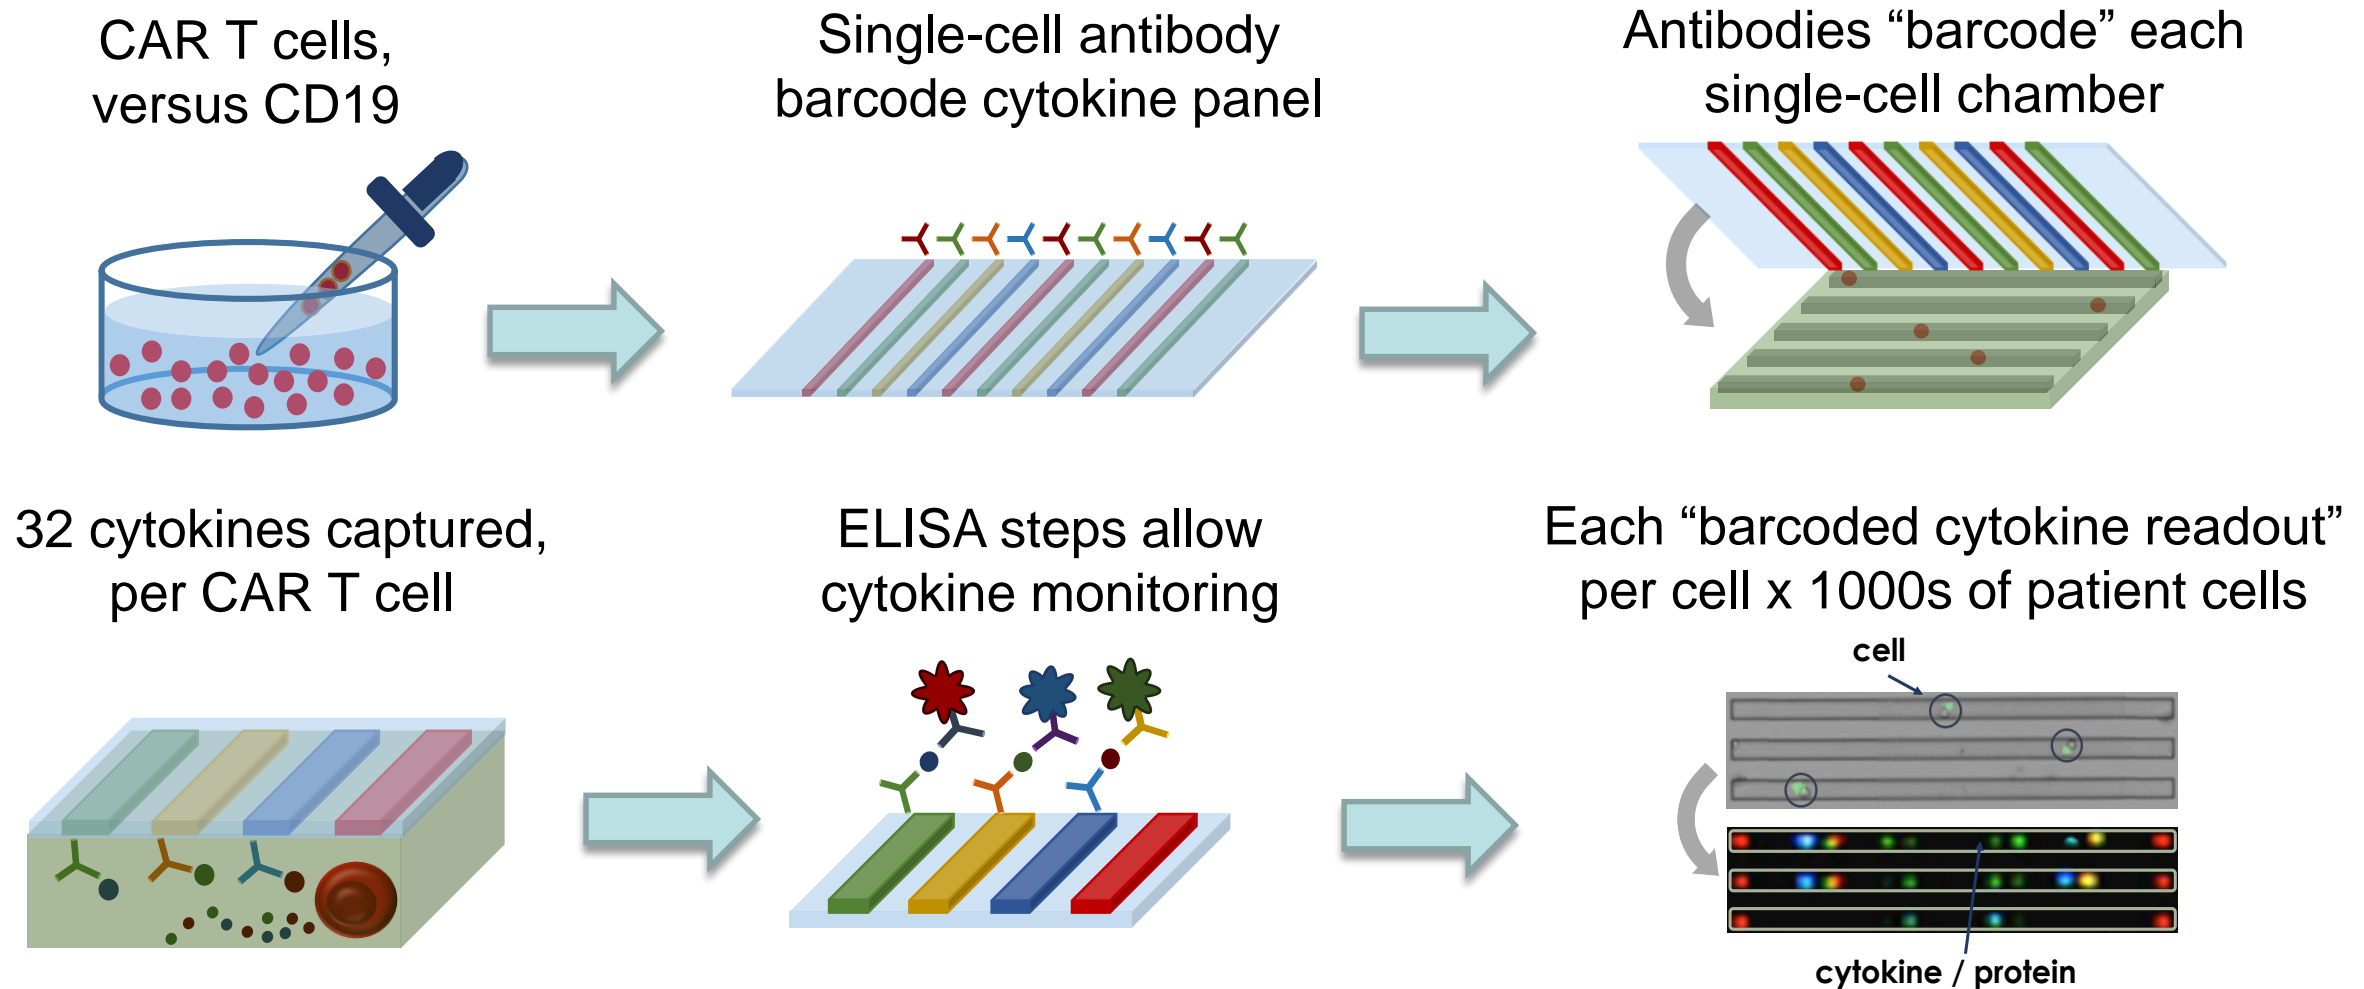 CAR T cells,
versus CD19
Single-cell antibody
barcode cytokine panel
Antibodies “barcode” each
single-cell chamber
32 cytokines captured,
per CAR T cell
ELISA steps allow
cytokine monitoring
Each “barcoded cytokine readout”
per cell x 1000s of patient cells
cell
cytokine / protein